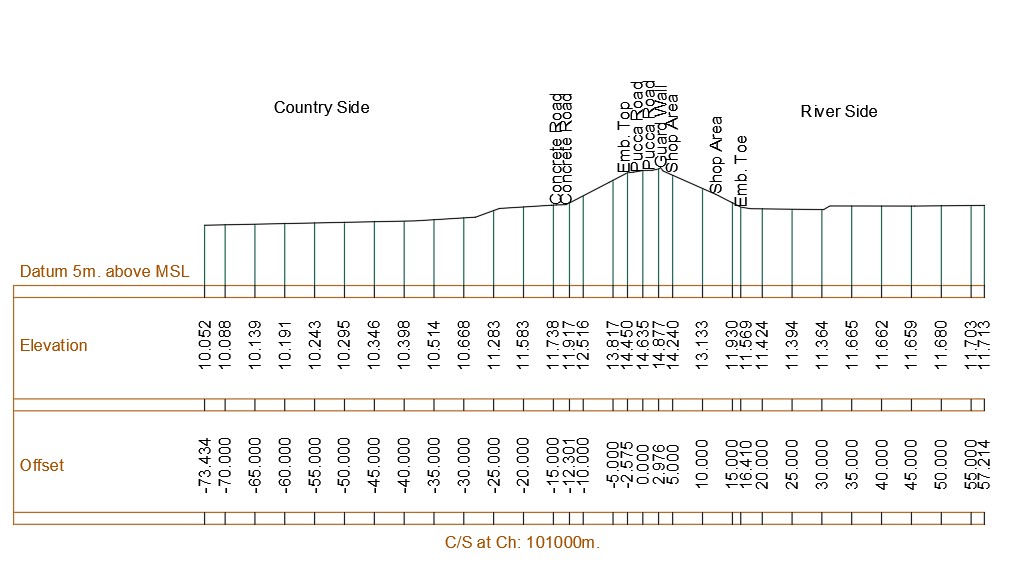 Country Side
River Side
Concrete Road
Concrete Road
Emb. Top
Pucca Road
Pucca Road
Guard Wall
Shop Area
Shop Area
Emb. Toe
Datum 5m. above MSL
Elevation
10.052 10.088 10.139 10.191 10.243 10.295 10.346 10.398 10.514 10.668 11.283 11.583 11.738 11.917 12.516 13.817 14.450 14.635 14.877 14.240 13.133 11.930 11.569 11.424 11.394 11.364 11.665 11.662 11.659 11.680 11.703 11.713
Offset
-73.434 -70.000 -65.000 -60.000 -55.000 -50.000 -45.000 -40.000 -35.000 -30.000 -25.000 -20.000 -15.000 -12.301 -10.000 -5.000 -2.575 0.000 2.976 5.000 10.000 15.000 16.410 20.000 25.000 30.000 35.000 40.000 45.000 50.000 55.000 57.214
C/S at Ch: 101000m.